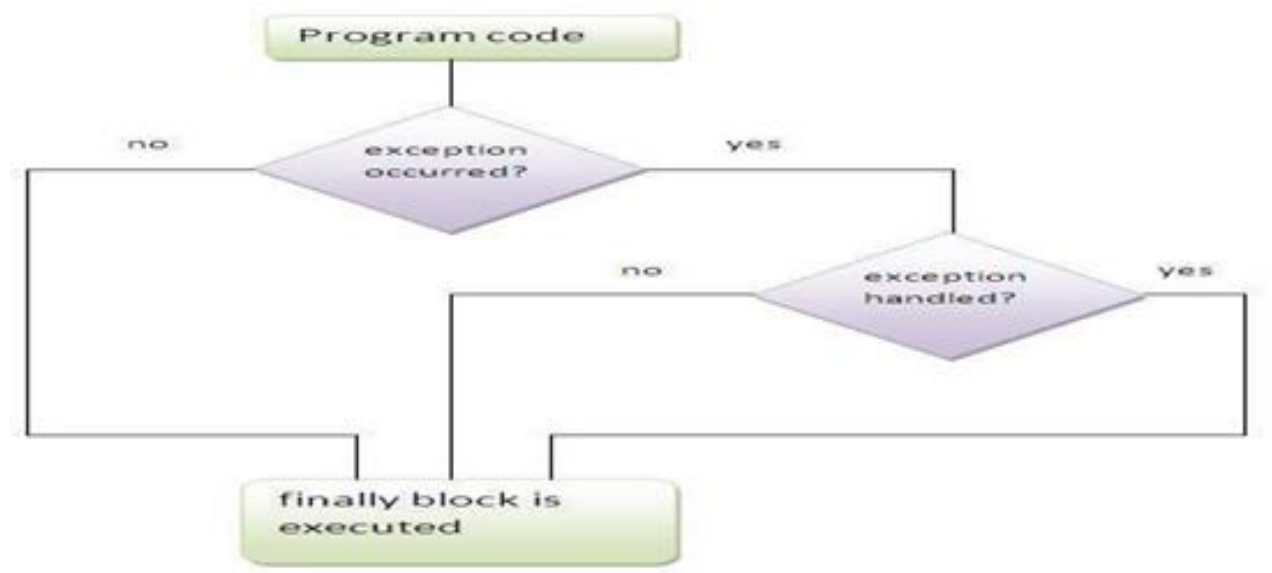 Program code
no
exception
occurred?
yes
no
exception
handled?
yes
finally block is
executed